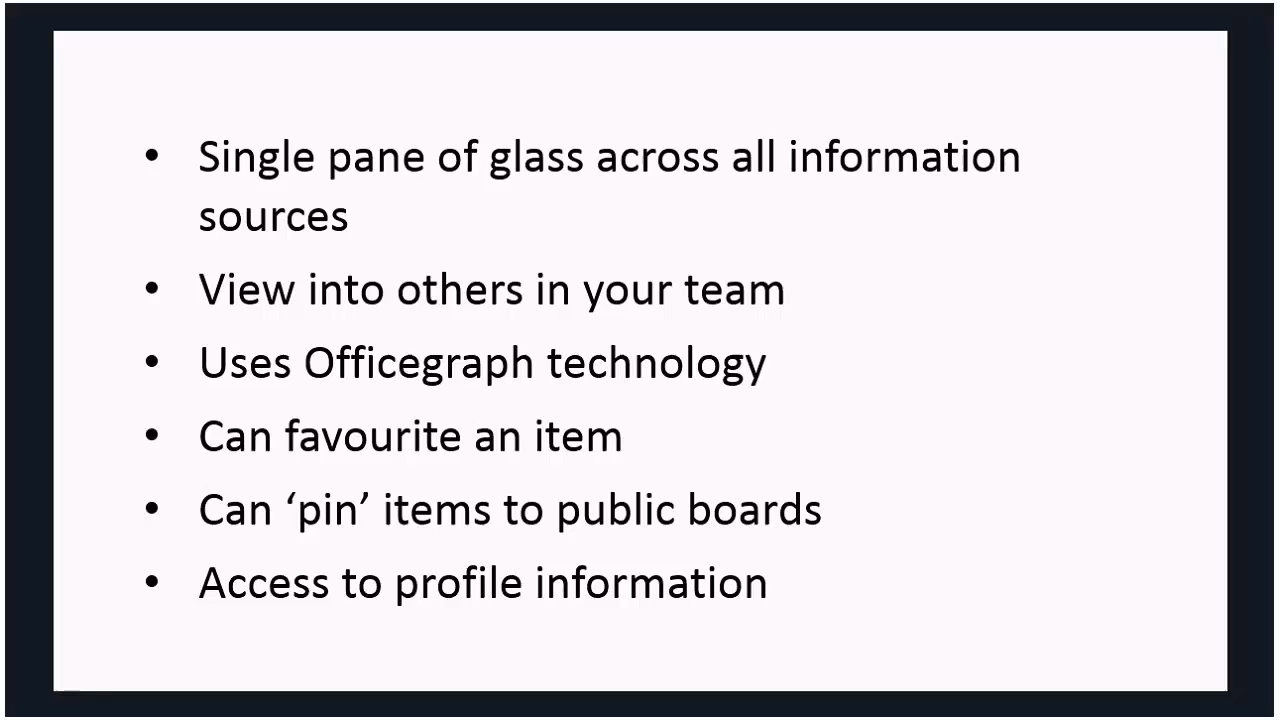 • Single pane of glass across all information
sources
• View into others in your team
• Uses Officegraph technology
• Can favourite an item
• Can ‘pin’ items to public boards
• Access to profile information